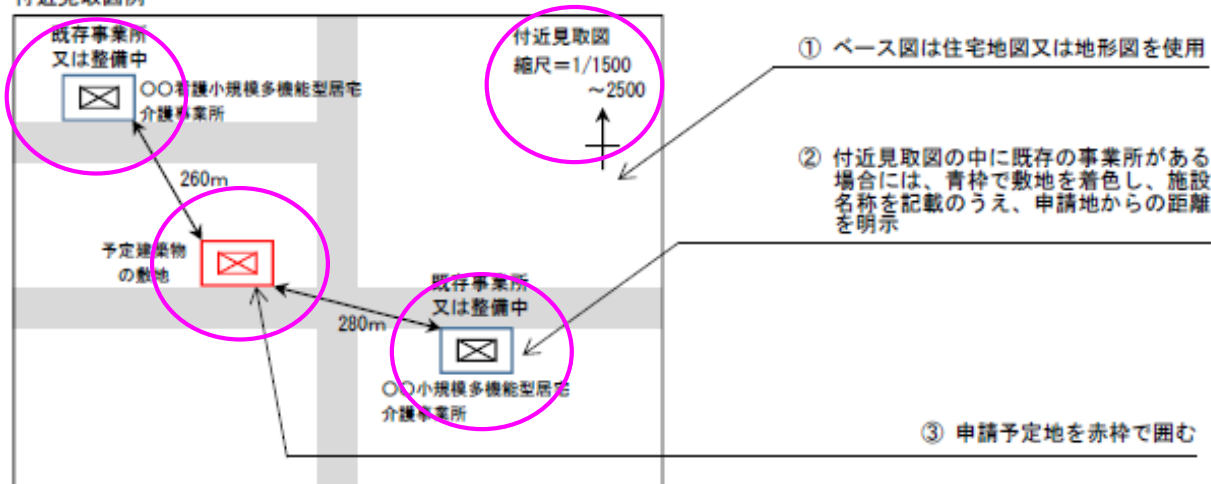 付近見取図例
既存事業所
又は整備中
〇〇看護小規模多機能型居宅
介護事業所
付近見取図
縮尺=1/1500
~2500
260m
予定建築物
の敷地
既存事業所
又は整備中
280m
〇〇小規模多機能型居宅
介護事業所
① ベース図は住宅地図又は地形図を使用
② 付近見取図の中に既存の事業所がある
場合には、青枠で敷地を着色し、施設
名称を記載のうえ、申請地からの距離
を明示
③ 申請予定地を赤枠で囲む